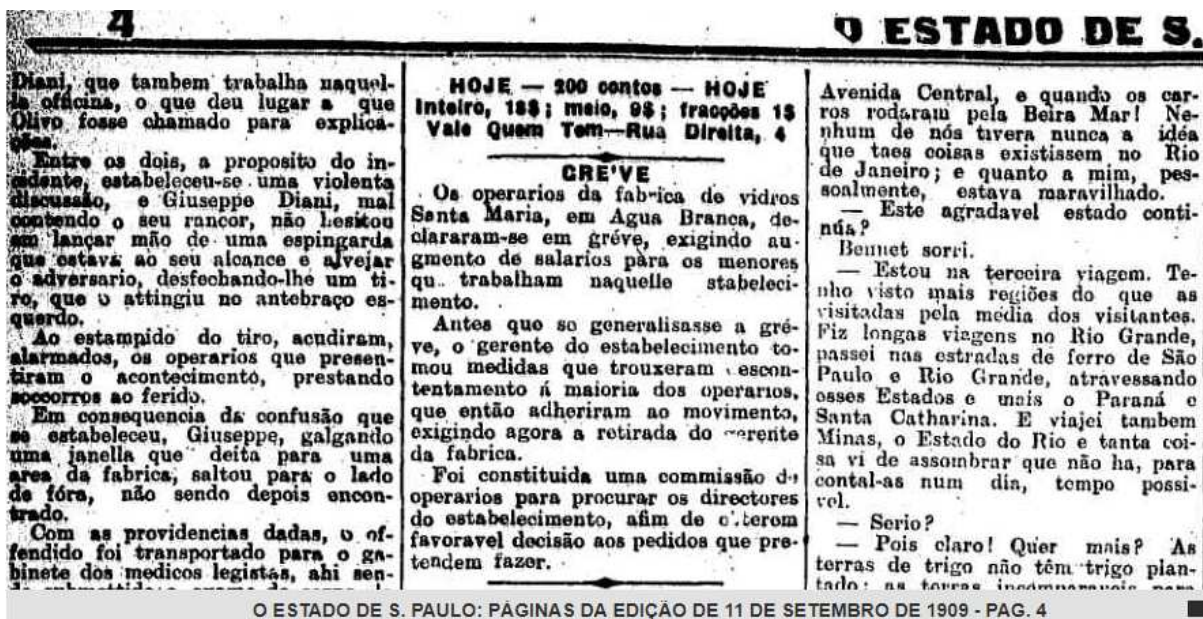 4
O ESTADO DE S.
Diani, que tambem trabalha naquel-
la officina, o que deu lugar a que
Olivo fosse chamado para explica-
ções.
Entre os dois, a proposito do in-
cidente, estabeleceu-se uma violenta
discussão, e Giuseppe Diani, mal
contendo o seu rancor, não hesitou
em lançar mão de uma espingarda
que estava ao seu alcance e alvejar
o adversario, desfechando-lhe um ti-
ro, que o attingiu no antebraço es-
querdo.
Ao estampido do tiro, acudiram,
alarmados, os operarios que presen-
tiram o acontecimento, prestando
soccorros ao ferido.
Em consequencia da confusão que
se estabeleceu, Giuseppe, galgando
uma janella que deita para uma
area da fabrica, saltou para o lado
de fóra, não sendo depois encon-
trado.
Com as providencias dadas, o of-
fendido foi transportado para o ga-
binete dos medicos legistas, ahi sen-
HOJE — 200 contos — HOJE
Inteiro, 18$; meio, 9$; fracções 1$
Vale Quem Tem—Rua Direita, 4
GRE'VE
Os operarios da fabrica de vidros
Santa Maria, em Agua Branca, de-
clararam-se em gréve, exigindo au-
gmento de salarios para os menores
qu trabalham naquelle stabeleci-
mento.
Antes que so generalisasse a gré-
ve, o gerente do estabelecimento to-
mou medidas que trouxeram escon-
tentamento á maioria dos operarios,
que então adheriram ao movimento,
exigindo agora a retirada do gerente
da fabrica.
Foi constituida uma commissão de
operarios para procurar os directores
do estabelecimento, afim de obterem
favoravel decisão aos pedidos que pre-
tendem fazer.
Avenida Central, e quando os car-
ros rodaram pela Beira Mar! Ne-
nhum de nós tivera nunca a idéa
que taes coisas existissem no Rio
de Janeiro; e quanto a mim, pes-
soalmente, estava maravilhado.
— Este agradavel estado conti-
núa?
Bennet sorri.
— Estou na terceira viagem. Te-
nho visto mais regiões do que as
visitadas pela média dos visitantes.
Fiz longas viagens no Rio Grande,
passei nas estradas de ferro de São
Paulo e Rio Grande, atravessando
esses Estados e mais o Paraná e
Santa Catharina. E viajei tambem
Minas, o Estado do Rio e tanta coi-
sa vi de assombrar que não ha, para
contal-as num dia, tempo possi-
vel.
— Serio?
— Pois claro! Quer mais? As
terras de trigo não têm trigo plan-
O ESTADO DE S. PAULO: PÁGINAS DA EDIÇÃO DE 11 DE SETEMBRO DE 1909 - PAG. 4